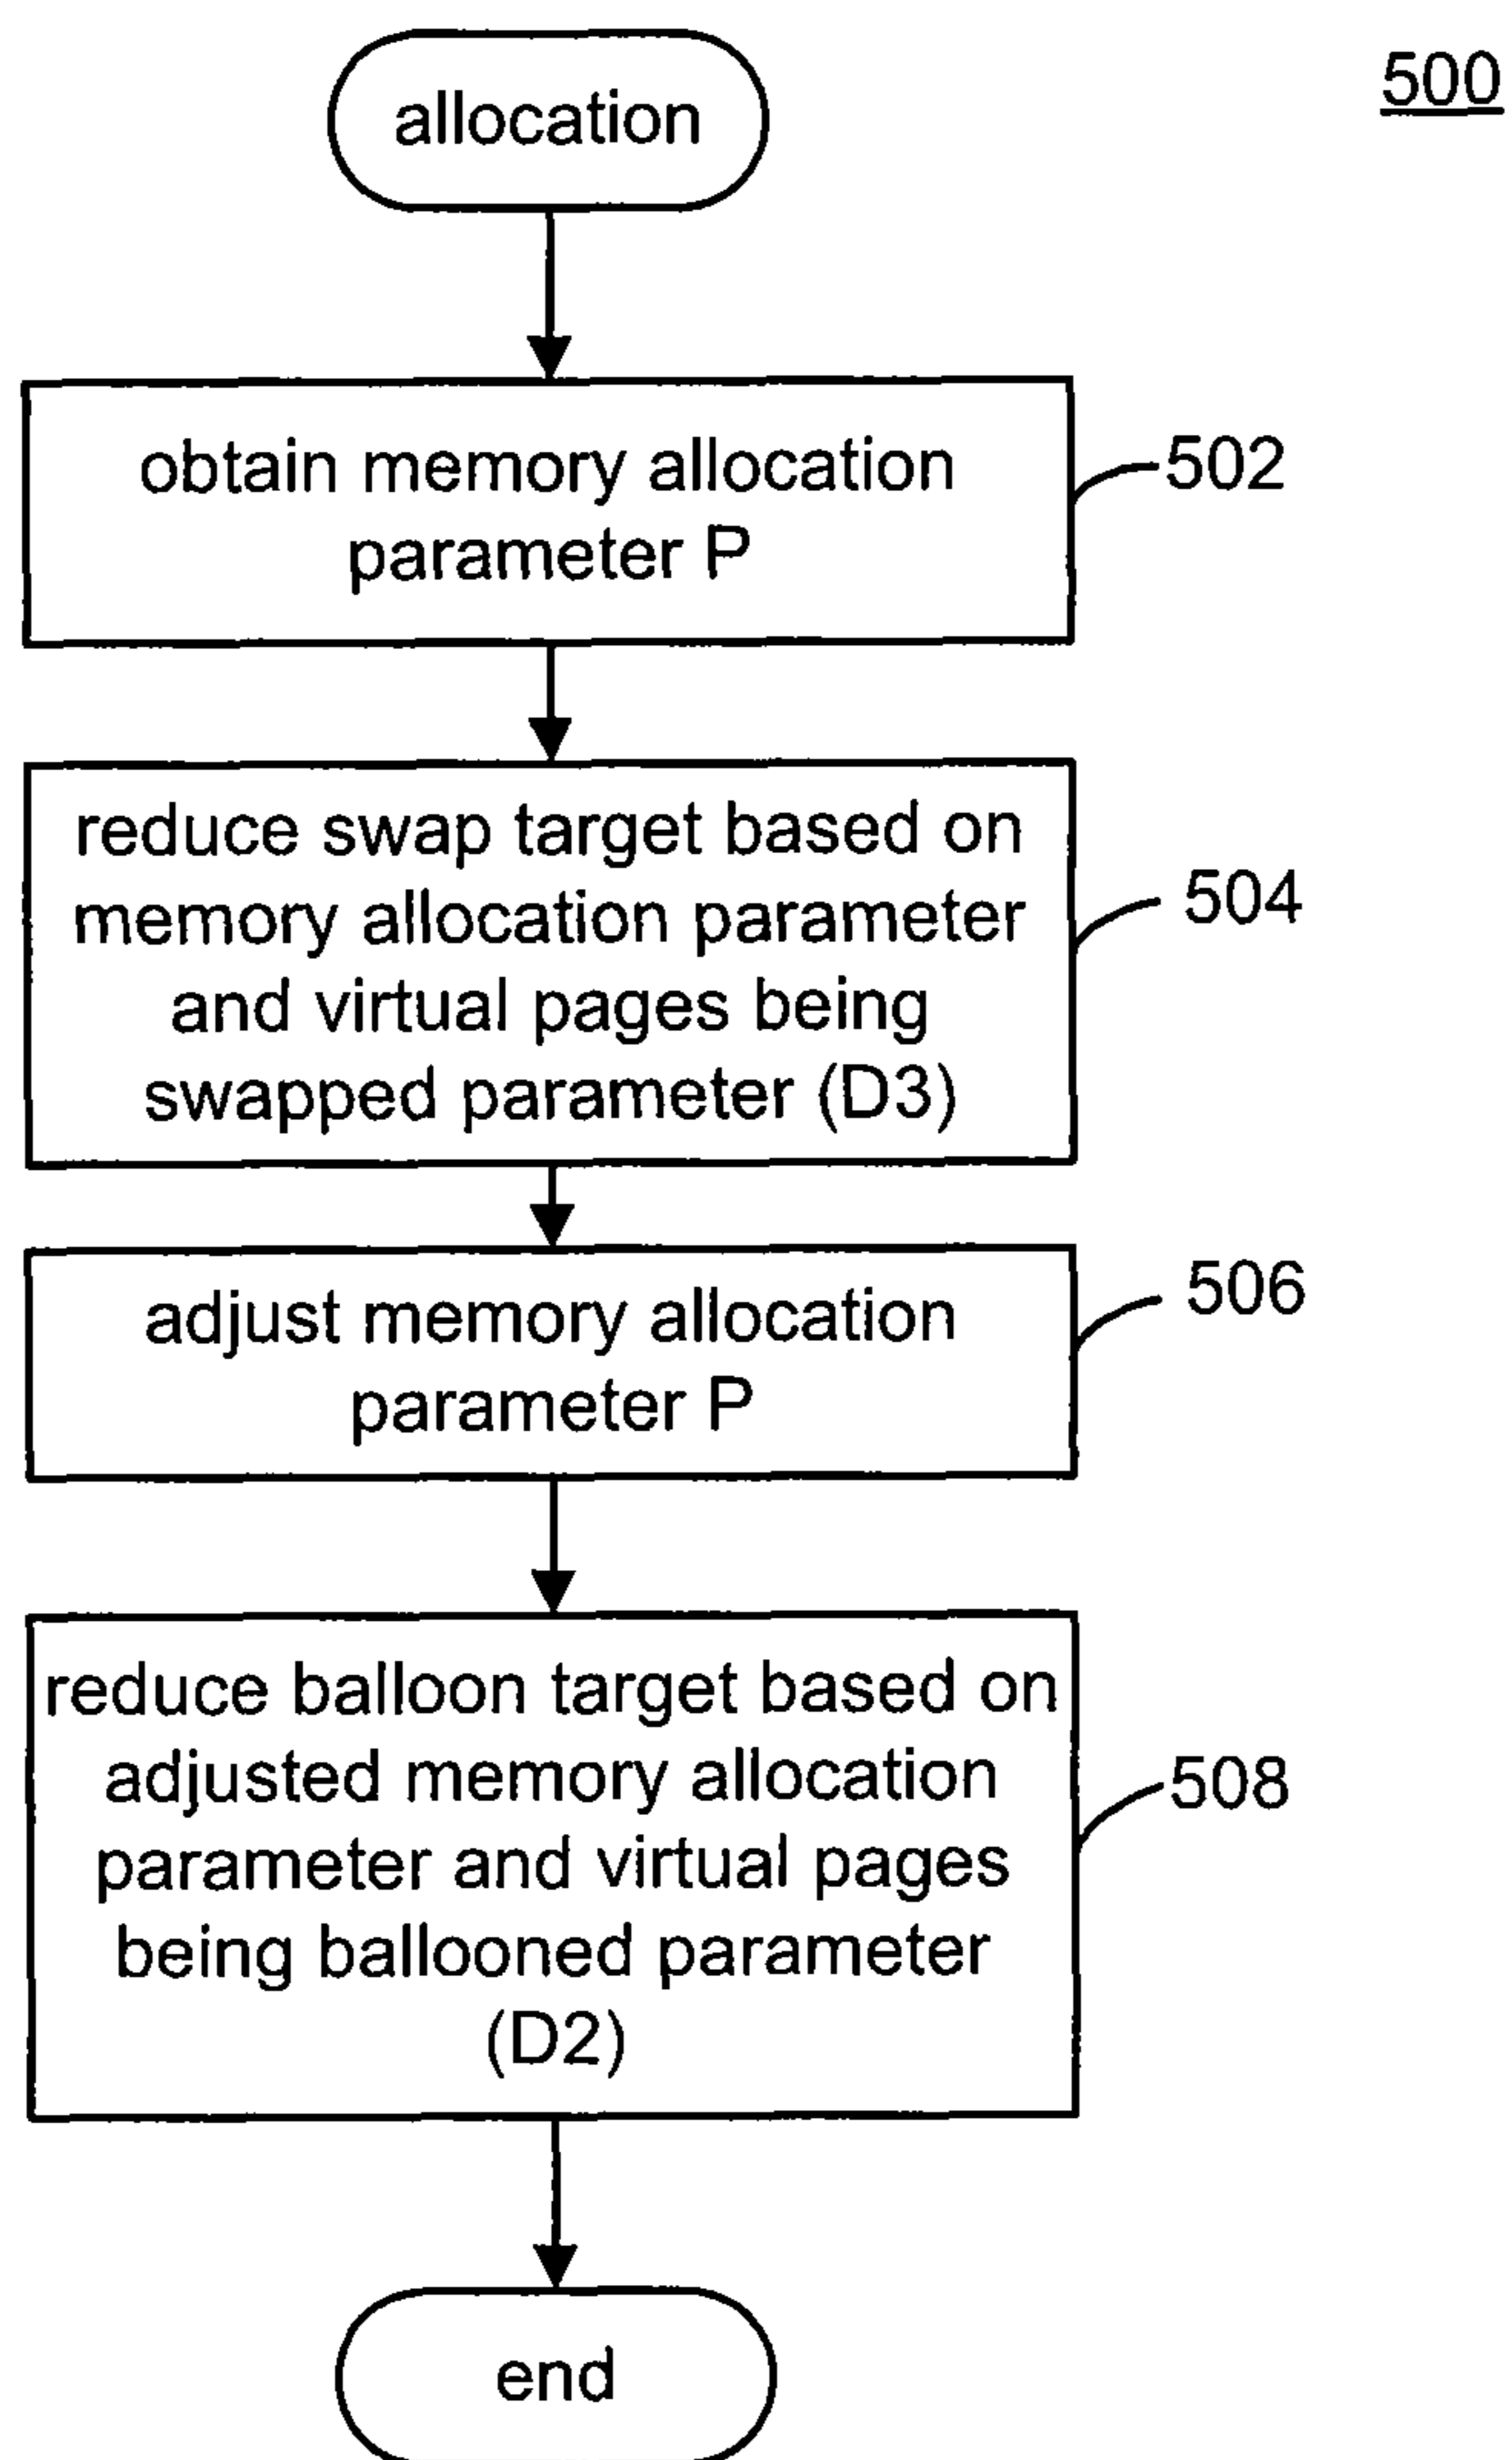 500
allocation
obtain memory allocation
parameter P
502
reduce swap target based on
memory allocation parameter
and virtual pages being
swapped parameter (D3)
504
adjust memory allocation
parameter P
506
reduce balloon target based on
adjusted memory allocation
parameter and virtual pages
being ballooned parameter
(D2)
508
end